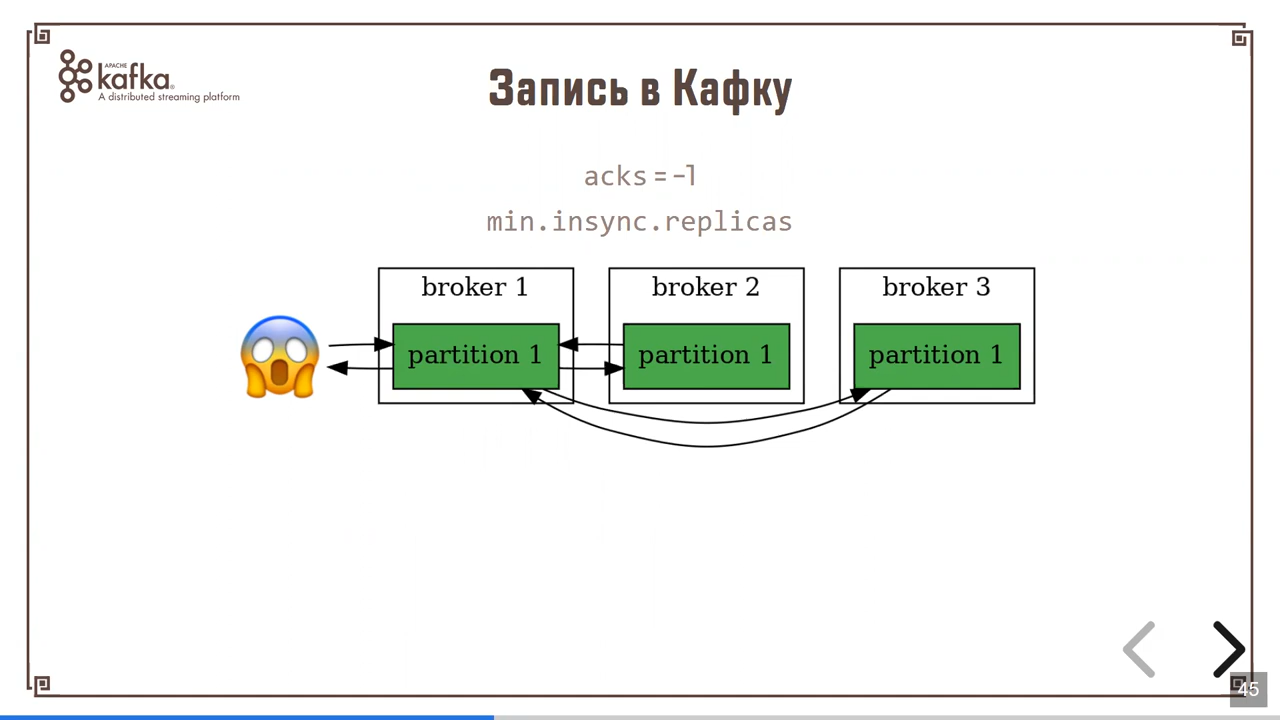 APACHE
kafka®
A distributed streaming platform
Запись в Кафку
acks = -1
min.insync.replicas
broker 1
broker 2
broker 3
partition 1
partition 1
partition 1
45